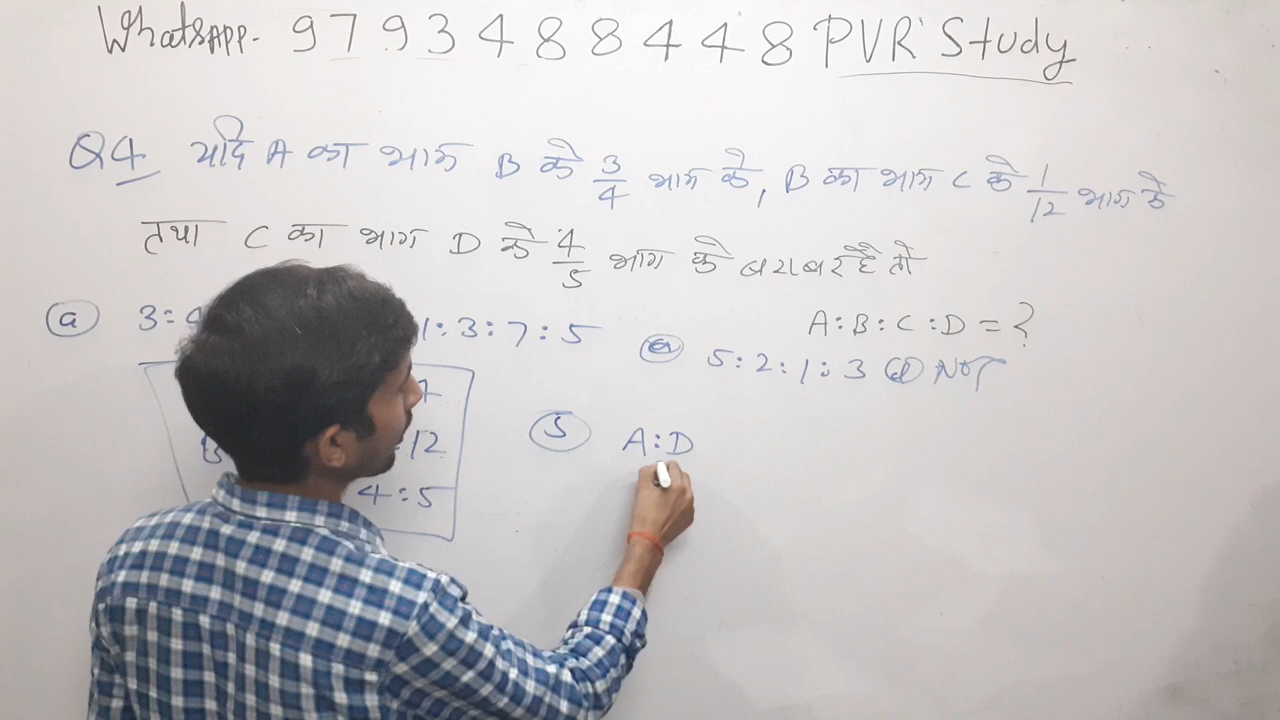 WhatsAPP. 9793488448 PVR Study
Q4 यदि A का भाग B के 3/4 भाग के, B का भाग C के 1/12 भाग के
तथा C का भाग D के 4/5 भाग के बराबर है तो
A:B:C:D = ?
a 3:4
1:3:7:5
5:2:1:3 d NOT
:12
4:5
5 A:D